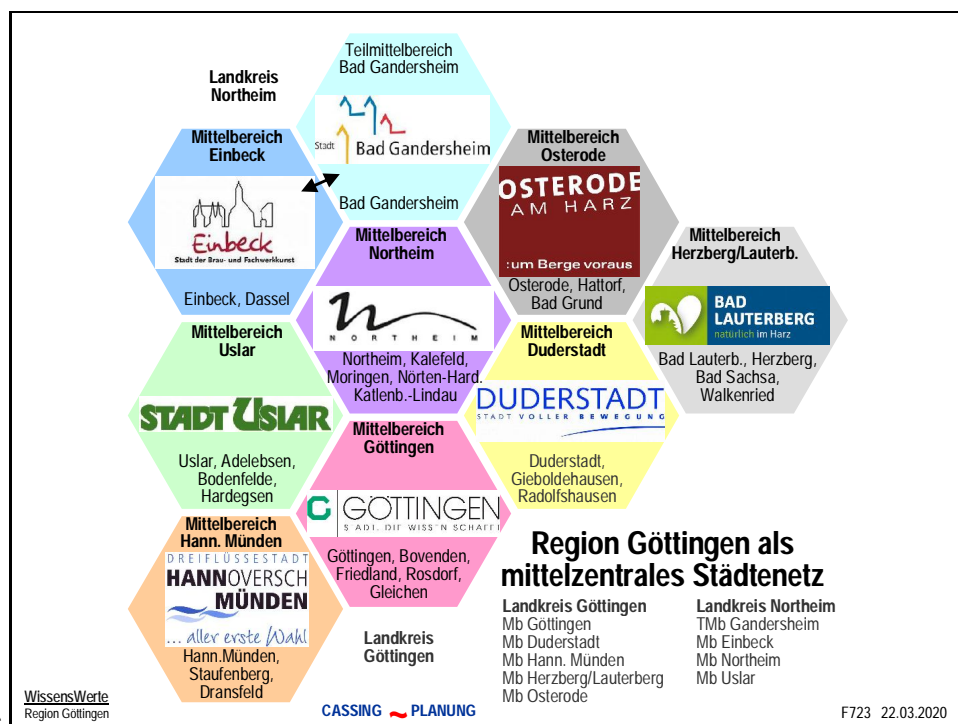 Teilmittelbereich
Bad Gandersheim
Stadt Bad Gandersheim
Bad Gandersheim
Landkreis
Northeim
Mittelbereich
Einbeck
Einbeck
Stadt der Brau- und Fachwerkkunst
Einbeck, Dassel
Mittelbereich
Osterode
OSTERODE
AM HARZ
:um Berge voraus
Osterode, Hattorf,
Bad Grund
Mittelbereich
Northeim
NORTHEIM
Northeim, Kalefeld,
Moringen, Nörten-Hard.
Katlenb.-Lindau
Mittelbereich
Herzberg/Lauterb.
BAD
LAUTERBERG
natürlich im Harz
Bad Lauterb., Herzberg,
Bad Sachsa,
Walkenried
Mittelbereich
Uslar
STADT USLAR
Uslar, Adelebsen,
Bodenfelde,
Hardegsen
Mittelbereich
Duderstadt
DUDERSTADT
STADT VOLLER BEWEGUNG
Duderstadt,
Gieboldehausen,
Radolfshausen
Mittelbereich
Göttingen
GÖTTINGEN
STADT, DIE WISSEN SCHAFFT
Göttingen, Bovenden,
Friedland, Rosdorf,
Gleichen
Mittelbereich
Hann. Münden
DREIFLÜSSESTADT
HANNOVERSCH
MÜNDEN
... aller erste Wahl
Hann.Münden,
Staufenberg,
Dransfeld
Landkreis
Göttingen
Region Göttingen als
mittelzentrales Städtenetz
Landkreis Göttingen
Mb Göttingen
Mb Duderstadt
Mb Hann. Münden
Mb Herzberg/Lauterberg
Mb Osterode
Landkreis Northeim
TMb Gandersheim
Mb Einbeck
Mb Northeim
Mb Uslar
WissensWerte
Region Göttingen
CASSING ~ PLANUNG
F723 22.03.2020